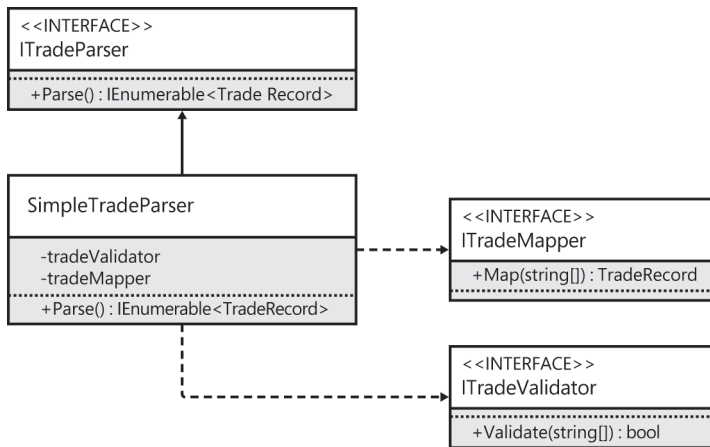 <<INTERFACE>>
ITradeParser
+Parse() : IEnumerable<Trade Record>
SimpleTradeParser
-tradeValidator
-tradeMapper
+Parse() : IEnumerable<TradeRecord>
<<INTERFACE>>
ITradeMapper
+Map(string[]) : TradeRecord
<<INTERFACE>>
ITradeValidator
+Validate(string[]) : bool